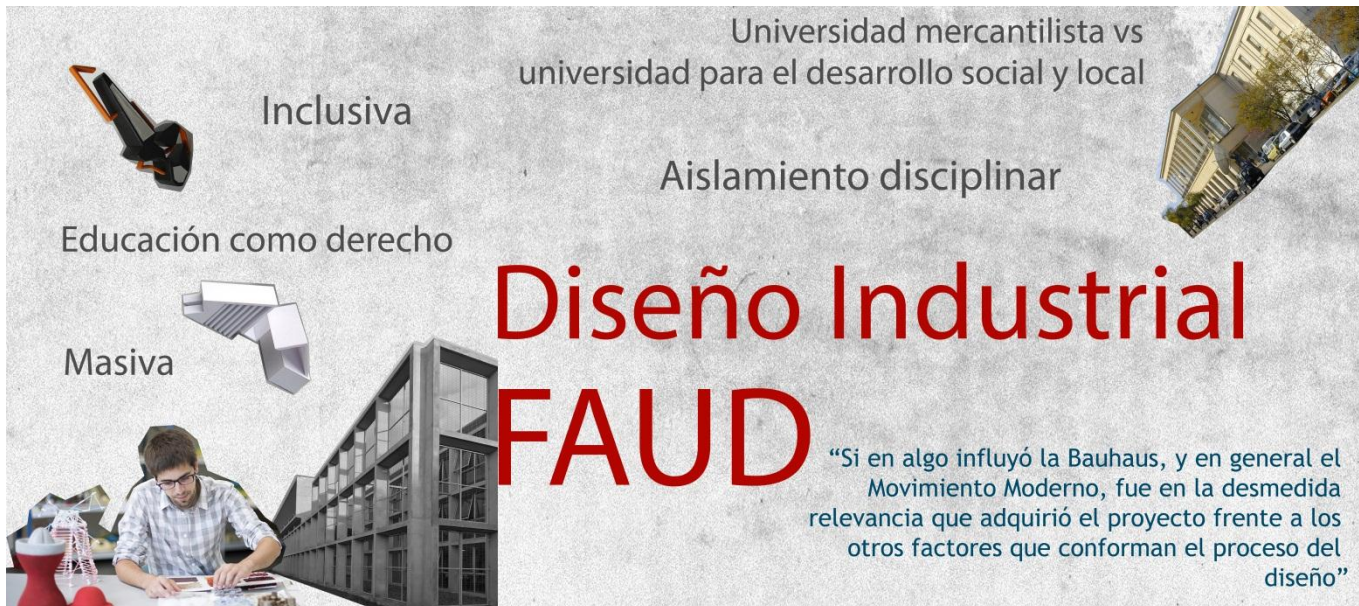 Universidad mercantilista vs
universidad para el desarrollo social y local
Inclusiva
Aislamiento disciplinar
Educación como derecho
Diseño Industrial
Masiva
FAUD
“Si en algo influyó la Bauhaus, y en general el
Movimiento Moderno, fue en la desmedida
relevancia que adquirió el proyecto frente a los
otros factores que conforman el proceso del
diseño”